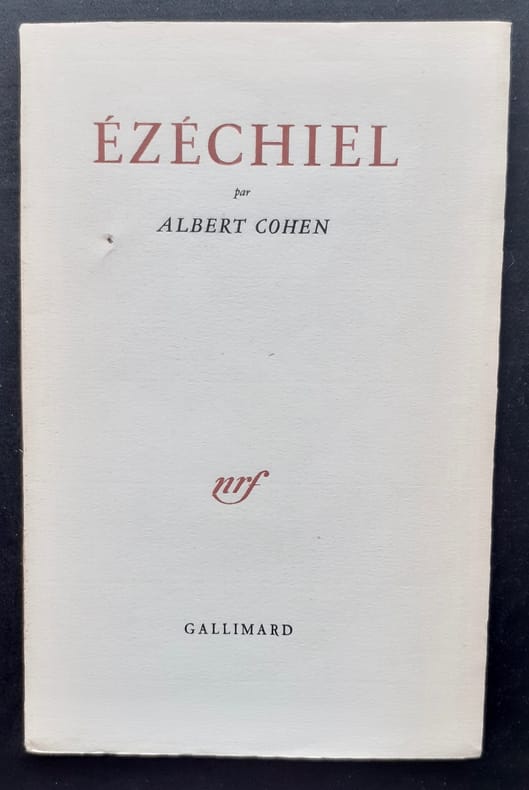 ÉZÉCHIEL
par
ALBERT COHEN
nrf
GALLIMARD